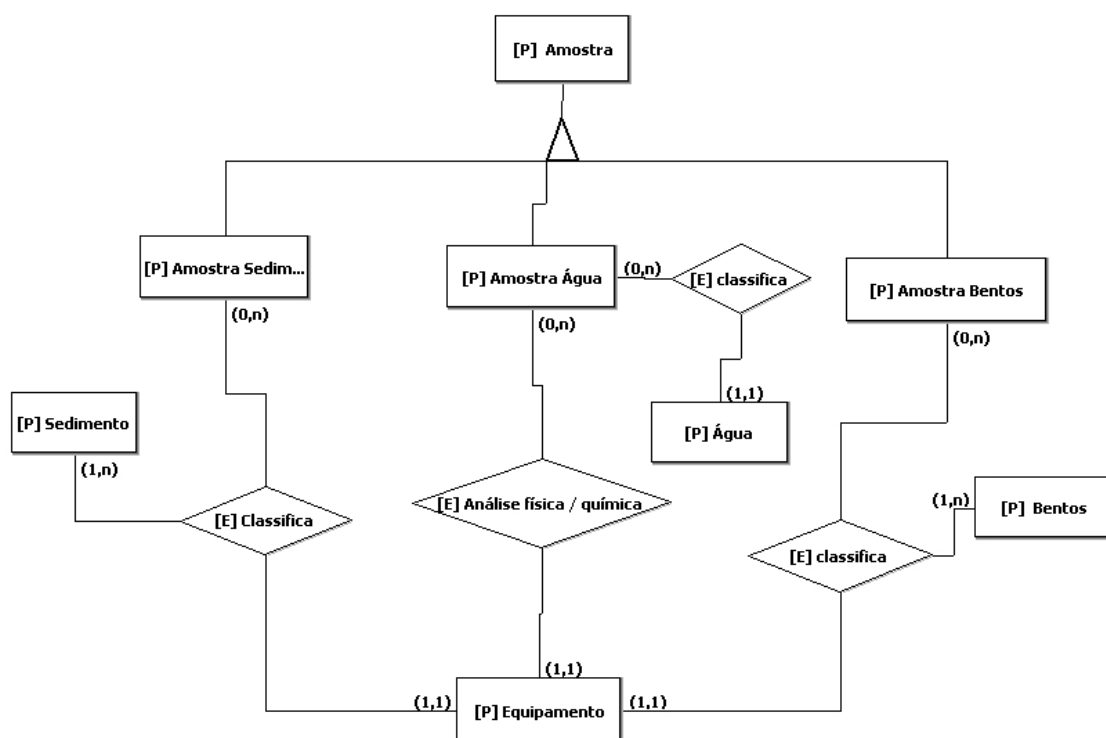 [P] Amostra
[P] Amostra Sedim...
(0,n)
[P] Amostra Água
(0,n)
(0,n)
[E] classifica
[P] Amostra Bentos
(0,n)
[P] Sedimento
(1,n)
(1,1)
[P] Água
[E] Classifica
[E] Análise física / química
(1,n)
[P] Bentos
[E] classifica
(1,1)
(1,1)
(1,1)
[P] Equipamento